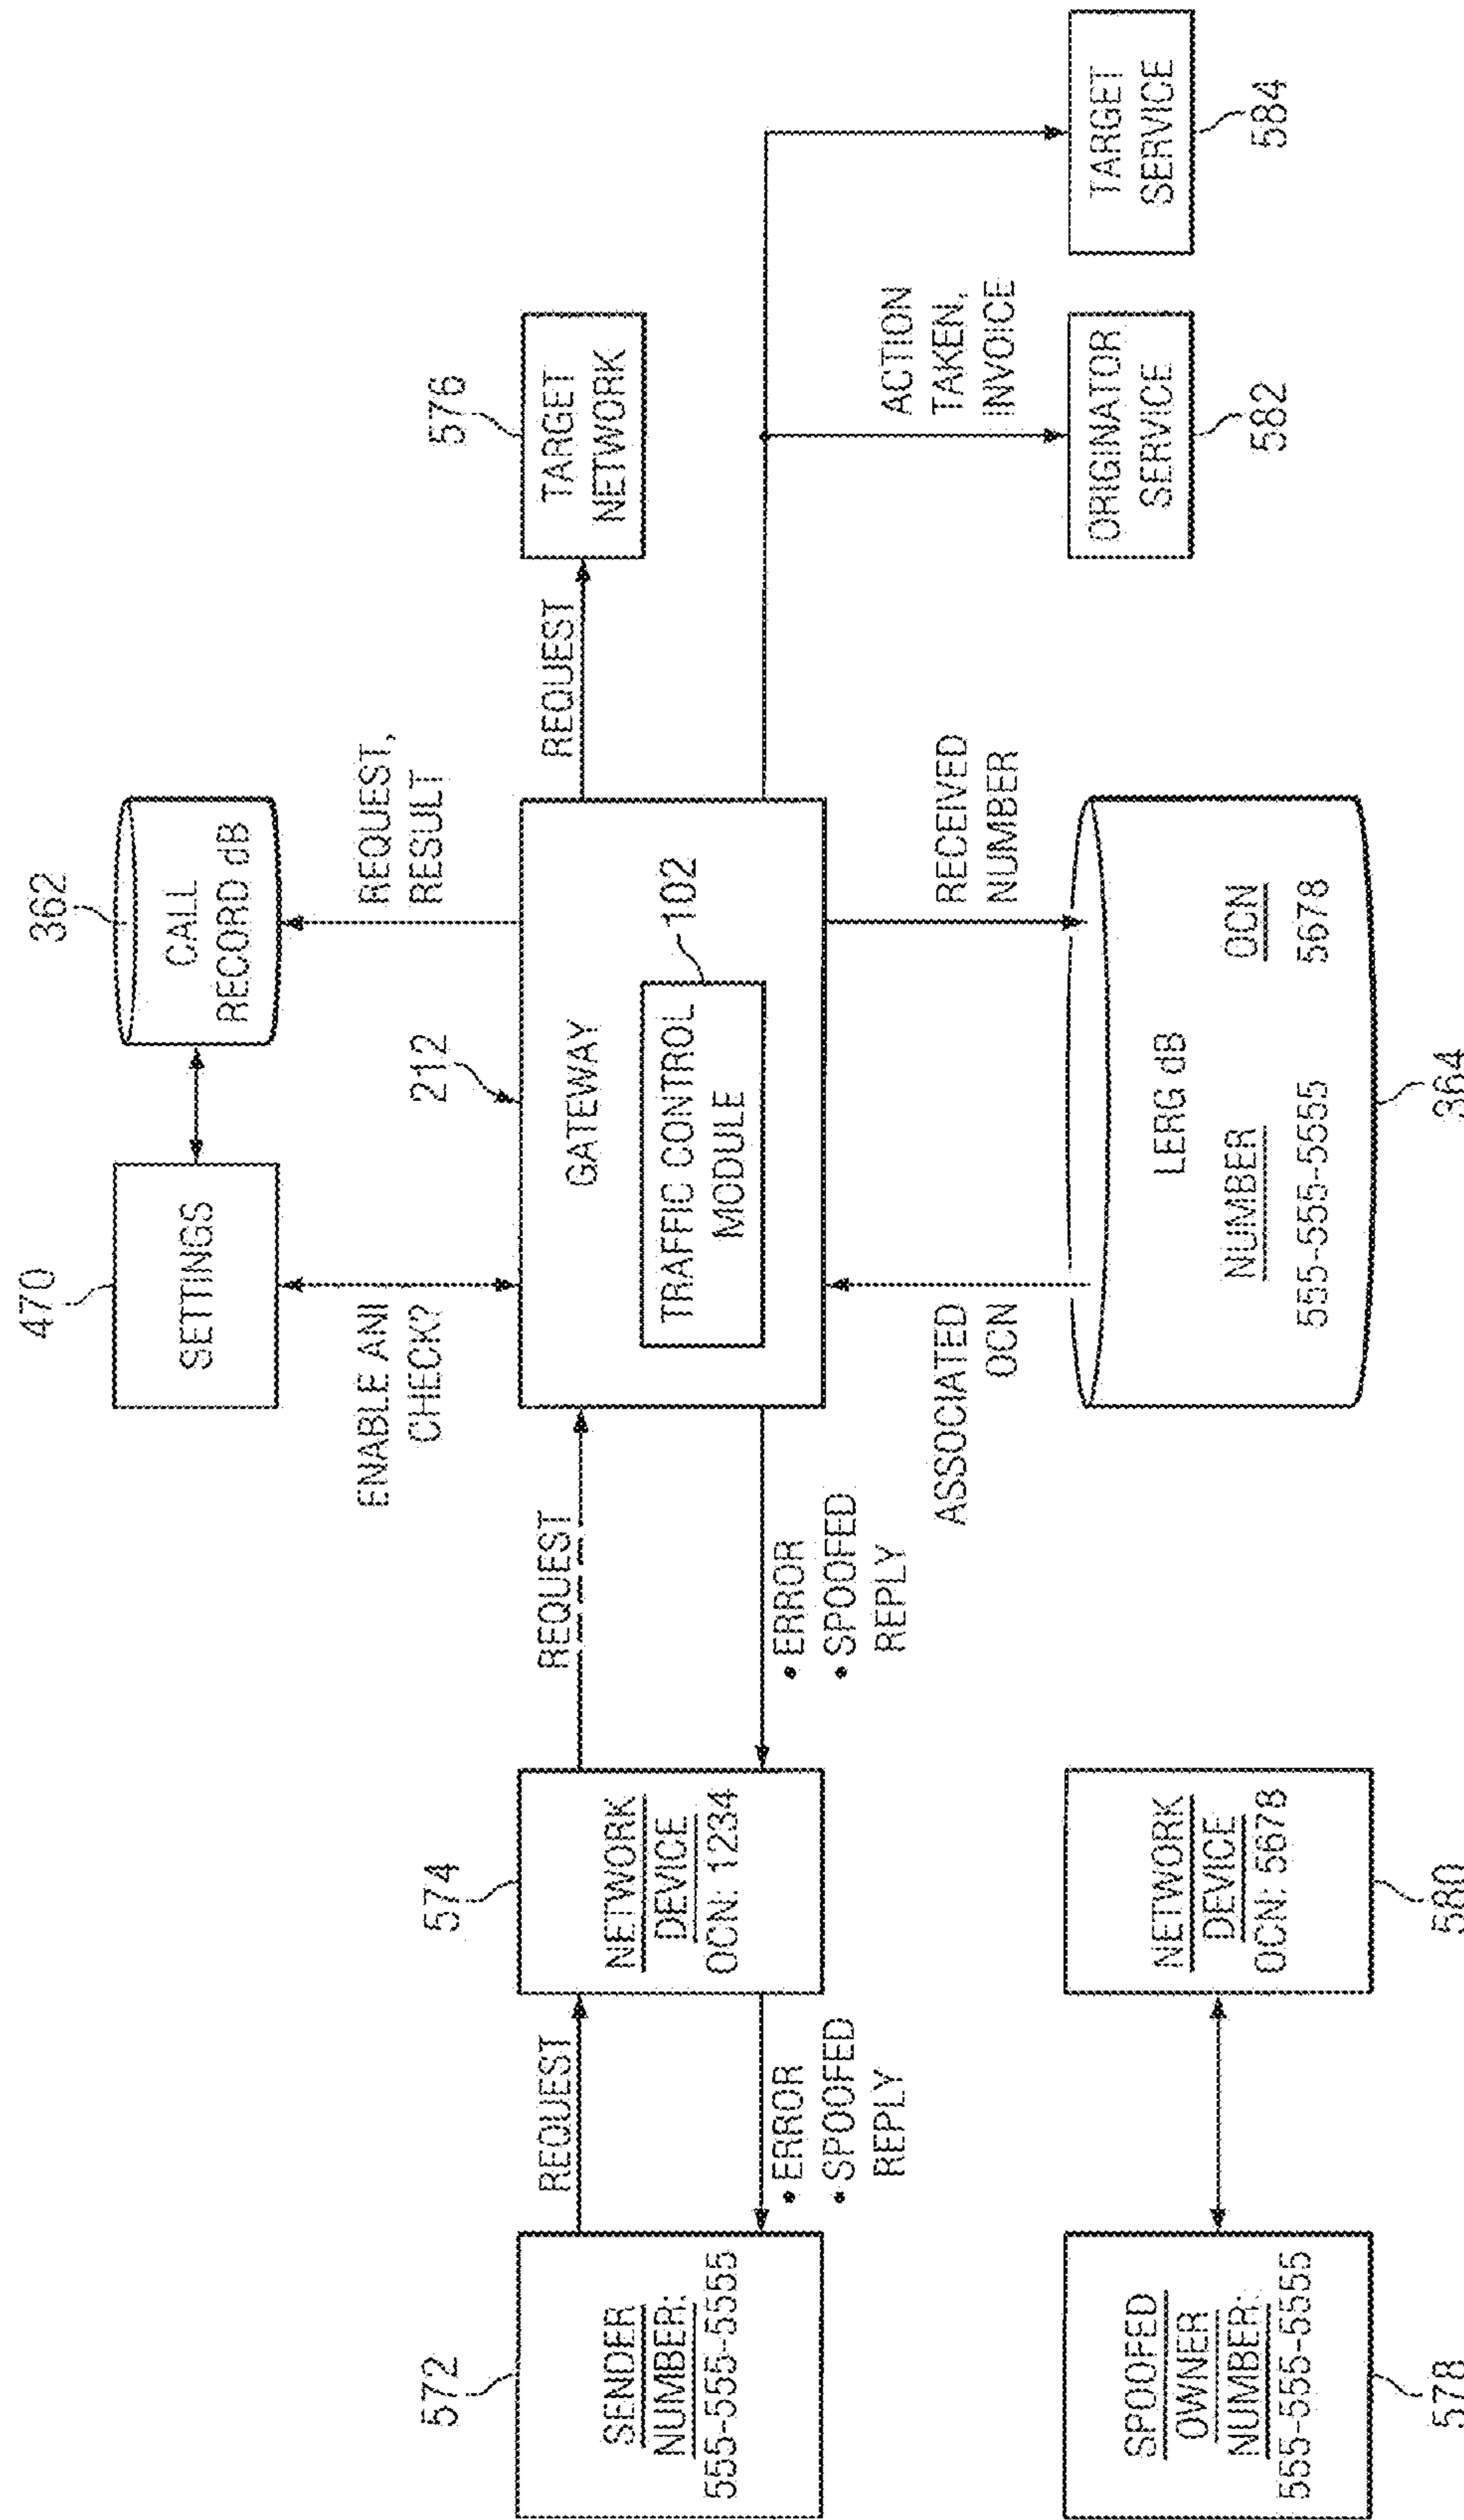 470
362
SETTINGS
CALL
RECORD dB
ENABLE ANI
CHECK?
REQUEST,
RESULT
572
574
212
576
REQUEST
REQUEST
REQUEST
SENDER
NUMBER:
555-555-5555
NETWORK
DEVICE
OCN: 1234
GATEWAY
TRAFFIC CONTROL
MODULE
102
TARGET
NETWORK
• ERROR
• SPOOFED
REPLY
• ERROR
• SPOOFED
REPLY
ASSOCIATED
OCN
RECEIVED
NUMBER
ACTION
TAKEN,
INVOICE
SPOOFED
OWNER
NUMBER:
555-555-5555
NETWORK
DEVICE
OCN: 5678
LERG dB
NUMBER
OCN
555-555-5555
5678
ORIGINATOR
SERVICE
TARGET
SERVICE
578
580
364
582
584